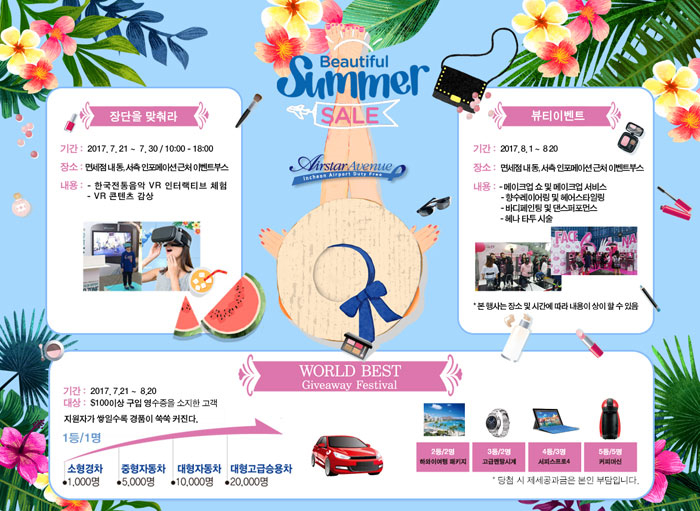 Beautiful
Summer
SALE
Airstar Avenue
Incheon Airport Duty Free
장단을 맞춰라
기간 : 2017. 7. 21 ~ 7. 30 / 10:00 - 18:00
장소 : 면세점 내 동, 서측 인포메이션 근처 이벤트부스
내용 : - 한국전통음악 VR 인터랙티브 체험
- VR 콘텐츠 감상
뷰티이벤트
기간 : 2017. 8. 1 ~ 8.20
장소 : 면세점 내 동, 서측 인포메이션 근처 이벤트부스
내용 : - 메이크업 쇼 및 메이크업 서비스
- 향수레이어링 및 헤어스타일링
- 바디페인팅 및 댄스퍼포먼스
- 헤나 타투 시술
FACE
* 본 행사는 장소 및 시간에 따라 내용이 상이 할 수 있음
WORLD BEST
Giveaway Festival
기간 : 2017. 7.21 ~ 8.20
대상 : $100이상 구입 영수증을 소지한 고객
지원자가 쌓일수록 경품이 쑥쑥 커진다.
1등/1명
소형경차 중형자동차 대형자동차 대형고급승용차
●1,000명 ●5,000명 ●10,000명 ●20,000명
2등/2명 3등/2명 4등/3명 5등/5명
하와이여행 패키지 고급멘탈시계 서피스프로4 커피머신
* 당첨 시 제세공과금은 본인 부담입니다.